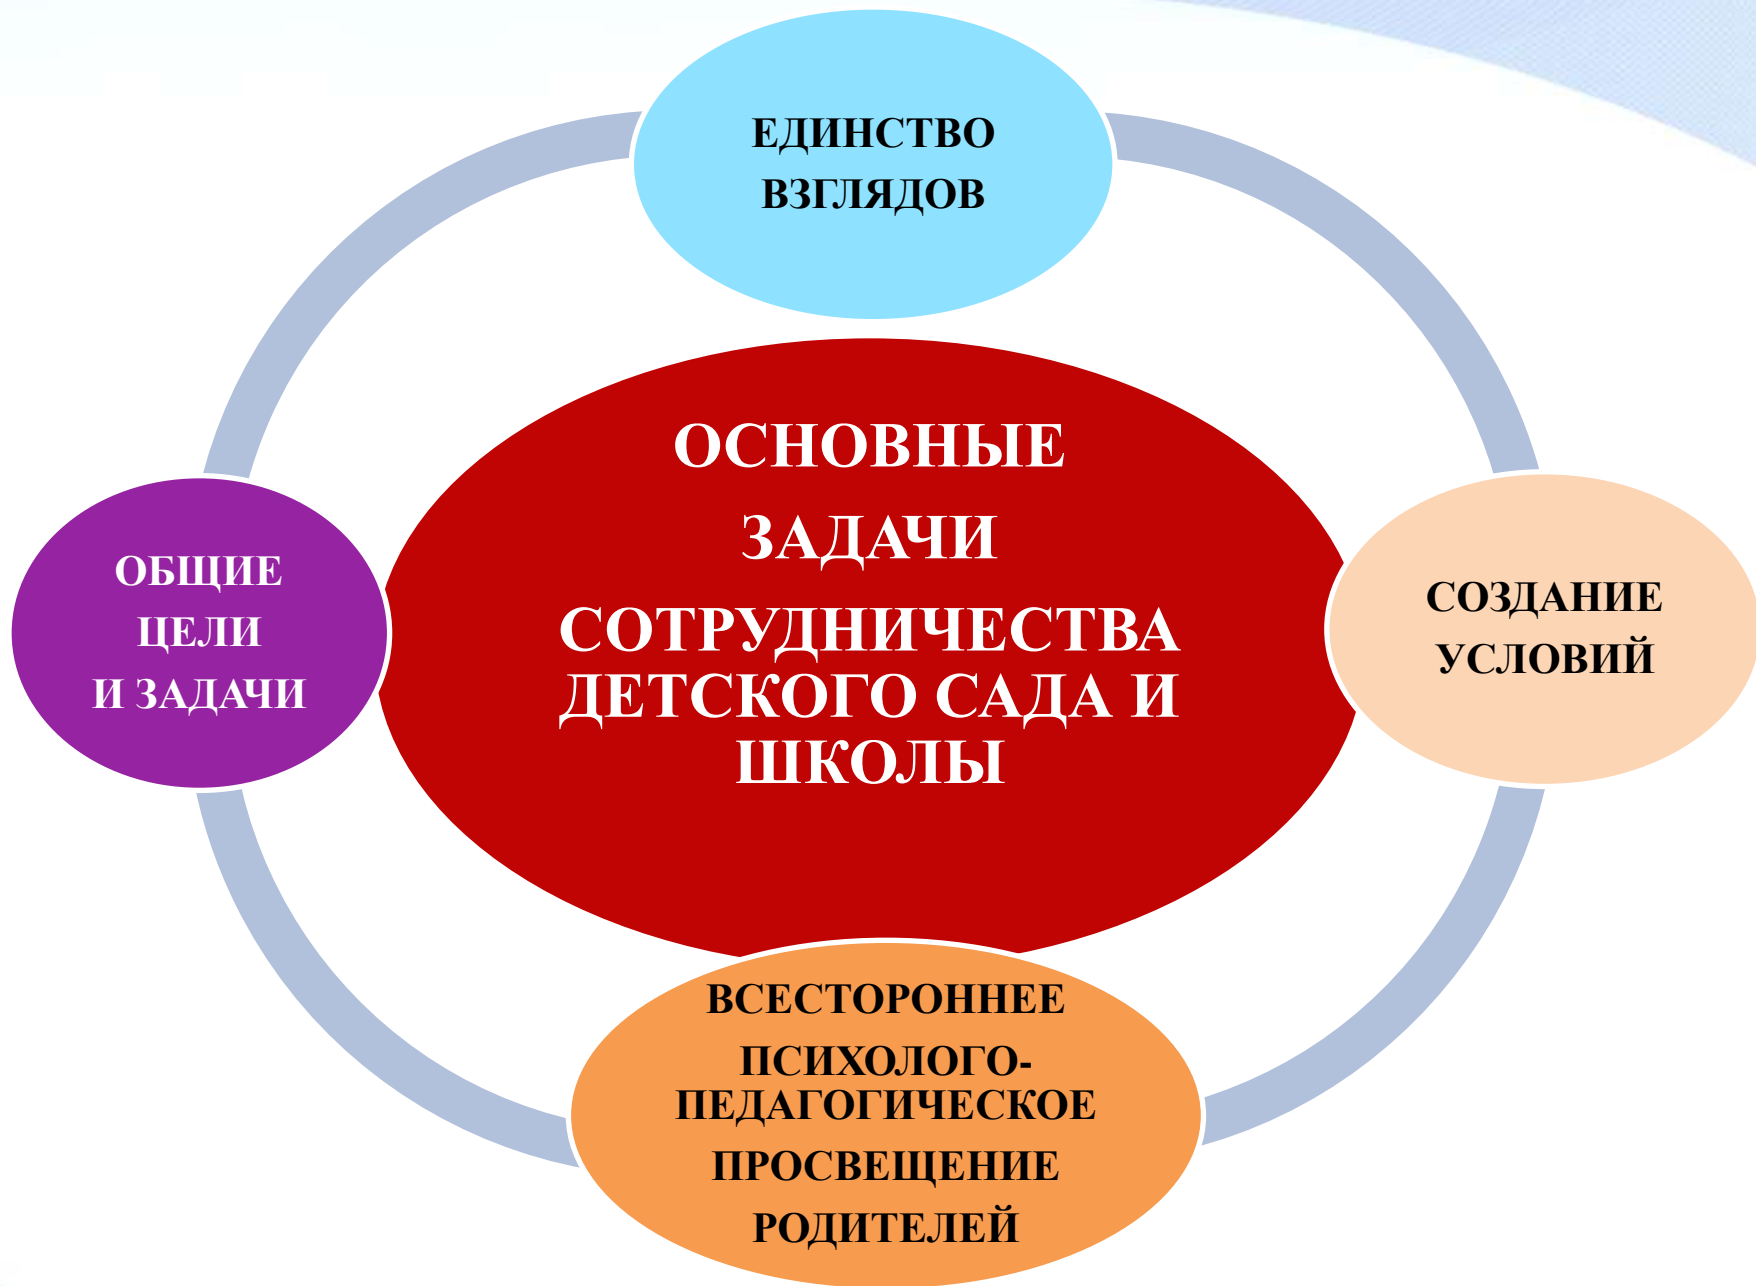 ЕДИНСТВО
ВЗГЛЯДОВ
ОСНОВНЫЕ
ЗАДАЧИ
СОТРУДНИЧЕСТВА
ДЕТСКОГО САДА И
ШКОЛЫ
ОБЩИЕ
ЦЕЛИ
И ЗАДАЧИ
СОЗДАНИЕ
УСЛОВИЙ
ВСЕСТОРОННЕЕ
ПСИХОЛОГО-
ПЕДАГОГИЧЕСКОЕ
ПРОСВЕЩЕНИЕ
РОДИТЕЛЕЙ